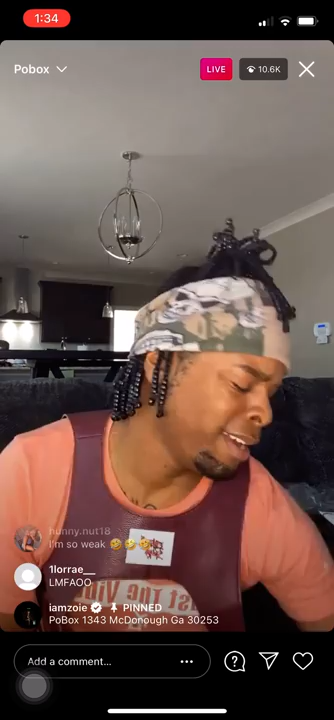 1:34
Pobox
LIVE
10.6K
hunny.nut18
I'm so weak 🤣🤣🤣
1lorrae__
LMFAOO
iamzoie PINNED
PoBox 1343 McDonough Ga 30253
Add a comment...